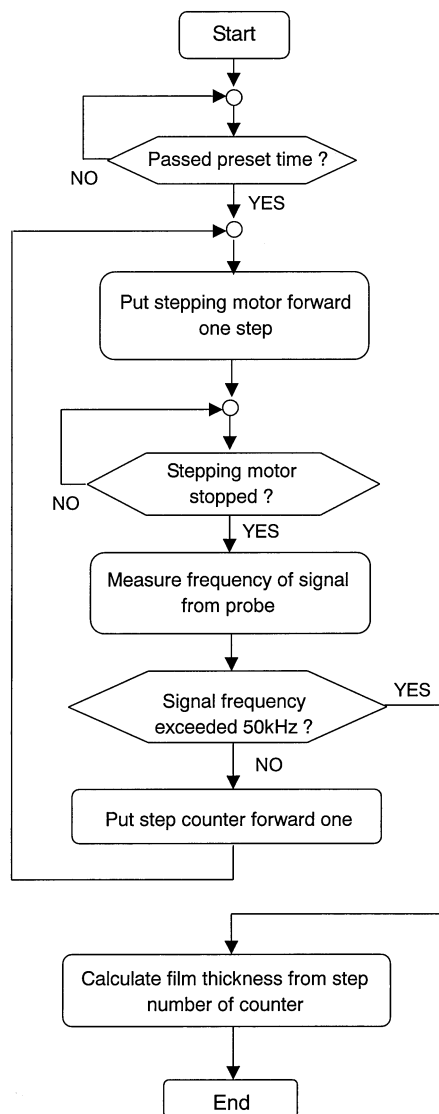 Start
Passed preset time ?
NO
YES
Put stepping motor forward
one step
Stepping motor
stopped ?
NO
YES
Measure frequency of signal
from probe
Signal frequency
exceeded 50kHz ?
YES
NO
Put step counter forward one
Calculate film thickness from step
number of counter
End